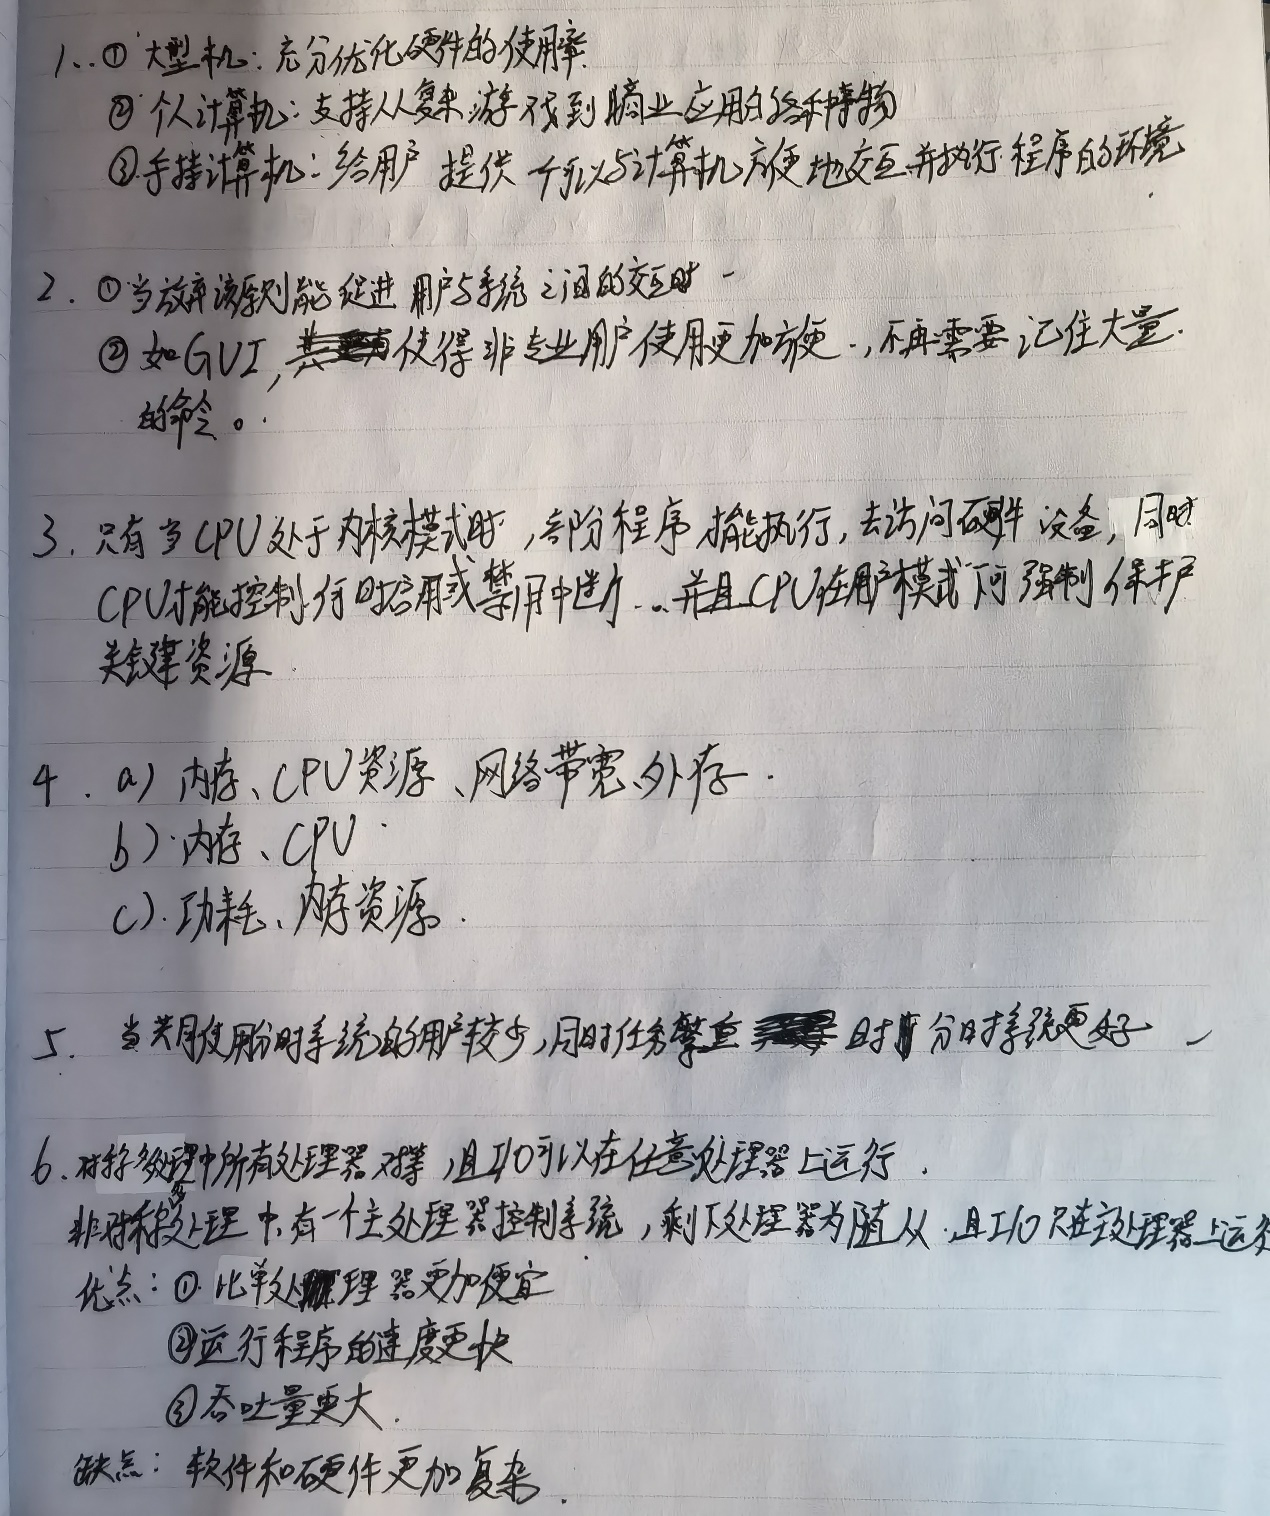 1. ① 大型机：充分优化硬件的使用率.
② 个人计算机：支持从复杂游戏到商业应用的各种事物
③ 手持计算机：给用户 提供 一个可以与计算机方便地交互并执行程序的环境
2. ①当放弃该原则能 促进 用户与系统之间的交互时
② 如GUI, 使得非专业用户使用更加方便, 不再需要记住大量
的命令。
3. 只有当CPU处于内核模式时，部分程序才能执行，去访问硬件设备，同时
CPU才能控制何时启用或禁用中断. 并且CPU在用户模式下可强制保护
关键资源
4. a) 内存、CPU资源、网络带宽、外存.
b) 内存、CPU
c). 功耗、内存资源.
5. 当共同使用分时系统的用户较少，同时任务繁重 时 分时系统更好
6. 对称多处理中所有处理器对等，且I/O可以在任意处理器上运行.
非对称多处理中, 有一个主处理器控制系统，剩下处理器为随从. 且I/O只在主处理器上运行
优点：①. 比单处理器更加便宜
②运行程序的速度更快
③吞吐量更大.
缺点：软件和硬件更加复杂.